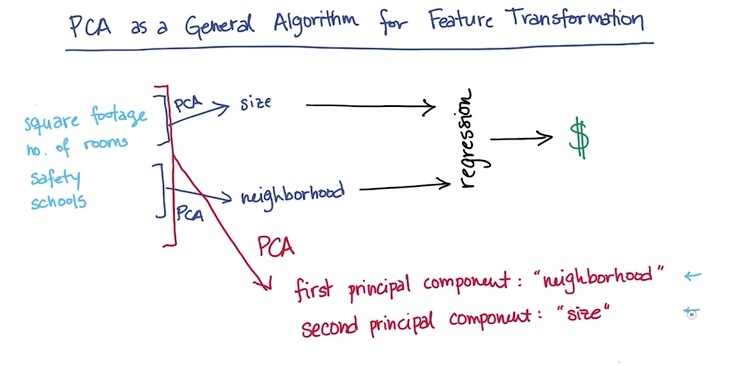 PCA as a General Algorithm for Feature Transformation
square footage
no. of rooms
safety
schools
PCA
size
PCA
neighborhood
regression
$
PCA
first principal component: "neighborhood"
second principal component: "size"